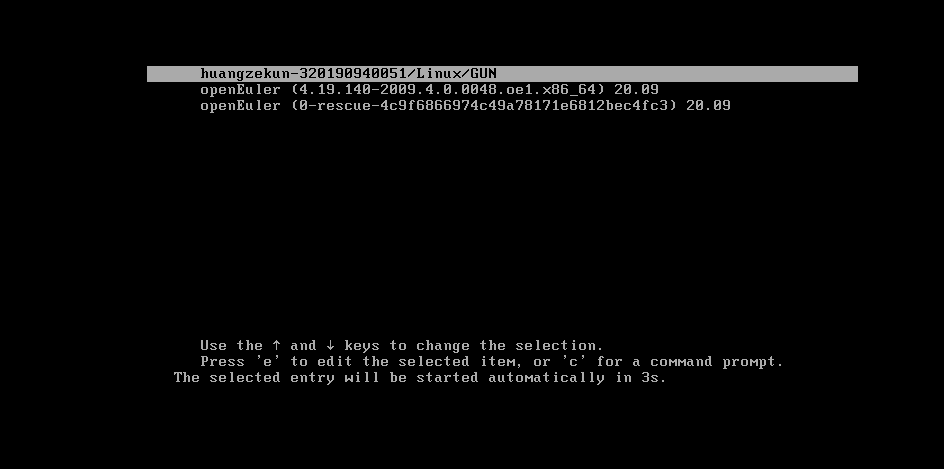 huangzekun-320190940051/Linux/GUN
openEuler (4.19.140-2009.4.0.0048.oe1.x86_64) 20.09
openEuler (0-rescue-4c9f6866974c49a78171e6812bec4fc3) 20.09
Use the ↑ and ↓ keys to change the selection.
Press 'e' to edit the selected item, or 'c' for a command prompt.
The selected entry will be started automatically in 3s.